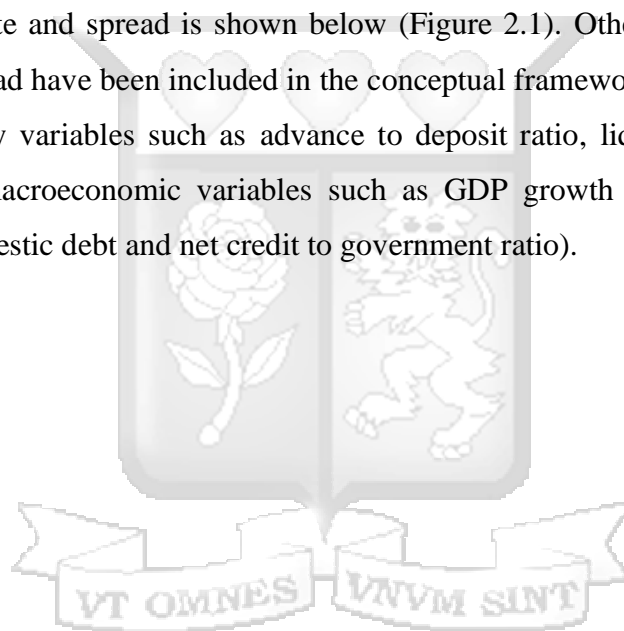 te and spread is shown below (Figure 2.1). Othe
ad have been included in the conceptual framewo
y variables such as advance to deposit ratio, lic
acroeconomic variables such as GDP growth
estic debt and net credit to government ratio).
VT OMNES VNVM SINT